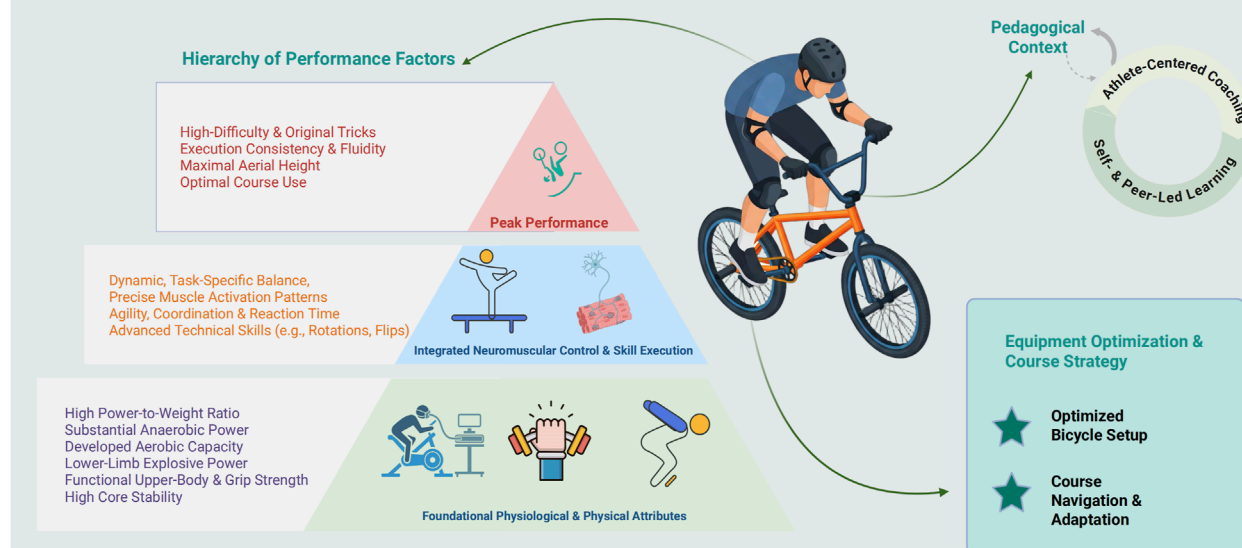 Hierarchy of Performance Factors
High-Difficulty & Original Tricks
Execution Consistency & Fluidity
Maximal Aerial Height
Optimal Course Use
Peak Performance
Dynamic, Task-Specific Balance,
Precise Muscle Activation Patterns
Agility, Coordination & Reaction Time
Advanced Technical Skills (e.g., Rotations, Flips)
Integrated Neuromuscular Control & Skill Execution
High Power-to-Weight Ratio
Substantial Anaerobic Power
Developed Aerobic Capacity
Lower-Limb Explosive Power
Functional Upper-Body & Grip Strength
High Core Stability
Foundational Physiological & Physical Attributes
Pedagogical
Context
Athlete-Centered Coaching
Self- & Peer-Led Learning
Equipment Optimization &
Course Strategy
Optimized
Bicycle Setup
Course
Navigation &
Adaptation